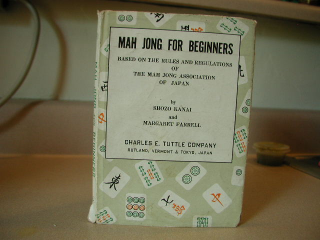 MAH JONG FOR BEGINNERS
BASED ON THE RULES AND REGULATIONS
OF
THE MAH JONG ASSOCIATION
OF JAPAN
by
SHOZO KANAI
and
MARGARET FARRELL
CHARLES E. TUTTLE COMPANY
RUTLAND, VERMONT & TOKYO, JAPAN